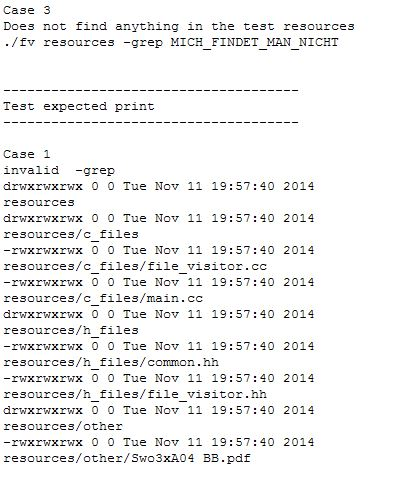 Case 3
Does not find anything in the test resources
./fv resources -grep MICH_FINDET_MAN_NICHT
-------------------------------------
Test expected print
-------------------------------------
Case 1
invalid  -grep
drwxrwxrwx 0 0 Tue Nov 11 19:57:40 2014
resources
drwxrwxrwx 0 0 Tue Nov 11 19:57:40 2014
resources/c_files
-rwxrwxrwx 0 0 Tue Nov 11 19:57:40 2014
resources/c_files/file_visitor.cc
-rwxrwxrwx 0 0 Tue Nov 11 19:57:40 2014
resources/c_files/main.cc
drwxrwxrwx 0 0 Tue Nov 11 19:57:40 2014
resources/h_files
-rwxrwxrwx 0 0 Tue Nov 11 19:57:40 2014
resources/h_files/common.hh
-rwxrwxrwx 0 0 Tue Nov 11 19:57:40 2014
resources/h_files/file_visitor.hh
drwxrwxrwx 0 0 Tue Nov 11 19:57:40 2014
resources/other
-rwxrwxrwx 0 0 Tue Nov 11 19:57:40 2014
resources/other/Swo3xA04 BB.pdf